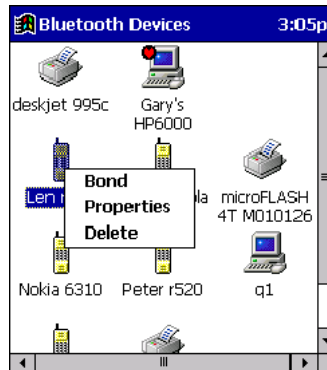 Bluetooth Devices 3:05p
deskjet 995c
Gary's
HP6000
Len
Bond
Properties
Delete
microFLASH
4T M010126
Nokia 6310
Peter r520
q1